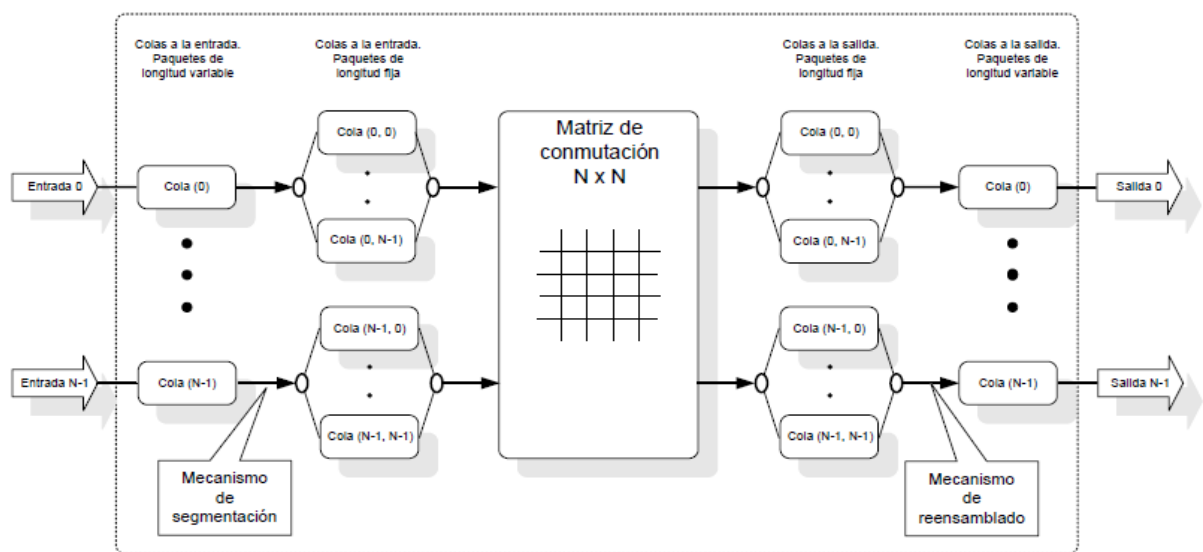 Colas a la entrada.
Paquetes de
longitud variable
Colas a la entrada.
Paquetes de
longitud fija
Colas a la salida.
Paquetes de
longitud fija
Colas a la salida.
Paquetes de
longitud variable
Entrada 0
Cola (0)
Cola (0, 0)
Cola (0, N-1)
Matriz de
conmutación
N x N
Cola (0, 0)
Cola (0, N-1)
Cola (0)
Salida 0
Entrada N-1
Cola (N-1)
Cola (N-1, 0)
Cola (N-1, N-1)
Cola (N-1, 0)
Cola (N-1, N-1)
Cola (N-1)
Salida N-1
Mecanismo
de
segmentación
Mecanismo
de
reensamblado